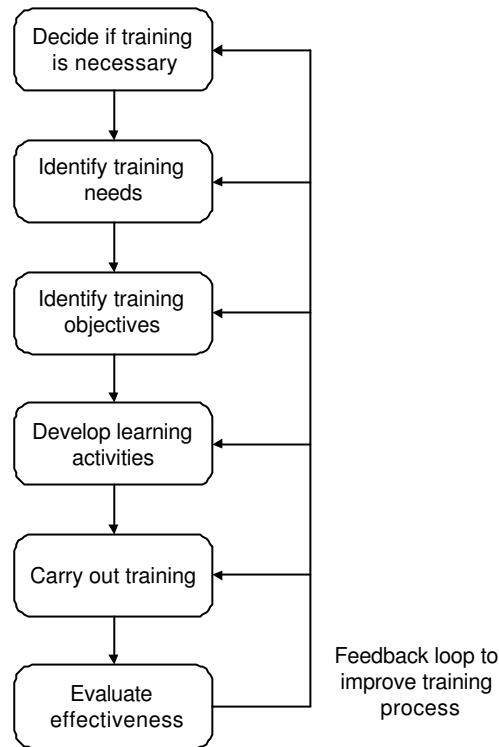 Decide if training
is necessary
Identify training
needs
Identify training
objectives
Develop learning
activities
Carry out training
Evaluate
effectiveness
Feedback loop to
improve training
process